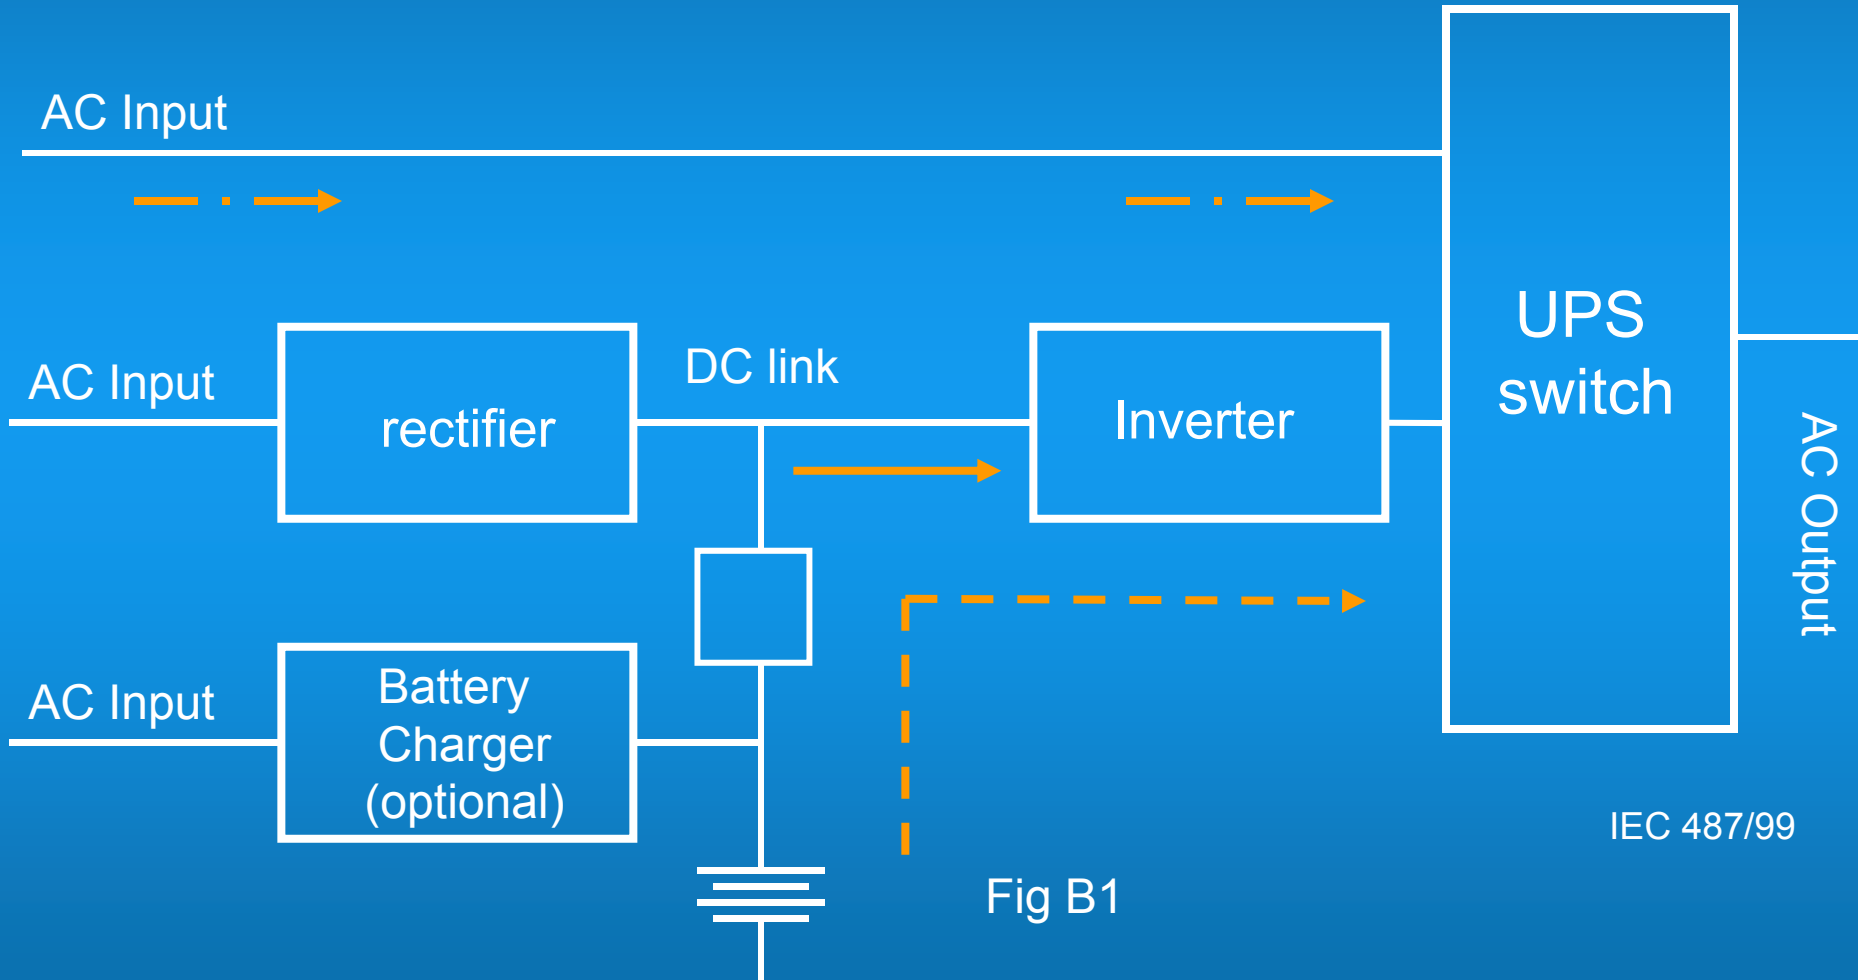 AC Input
UPS
switch
AC Input
rectifier
DC link
Inverter
AC Output
AC Input
Battery
Charger
(optional)
IEC 487/99
Fig B1